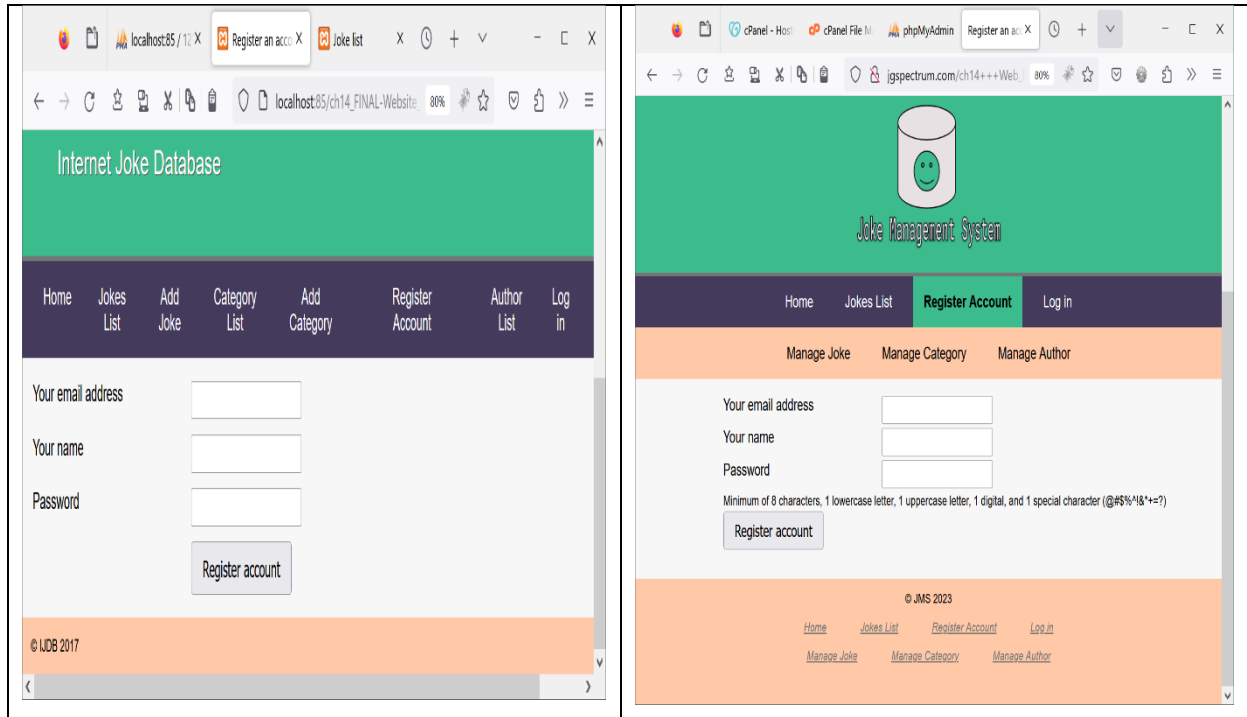 localhost:85 / 12
Register an acco
Joke list
localhost:85/ch14_FINAL-Website
80%
Internet Joke Database
Home
Jokes List
Add Joke
Category List
Add Category
Register Account
Author List
Log in
Your email address
Your name
Password
Register account
© IJDB 2017
cPanel - Host
cPanel File M
phpMyAdmin
Register an acc
jgspectrum.com/ch14+++Web_
80%
Joke Management System
Home
Jokes List
Register Account
Log in
Manage Joke
Manage Category
Manage Author
Your email address
Your name
Password
Minimum of 8 characters, 1 lowercase letter, 1 uppercase letter, 1 digital, and 1 special character (@#$%^!&*+=?)
Register account
© JMS 2023
Home
Jokes List
Register Account
Log in
Manage Joke
Manage Category
Manage Author